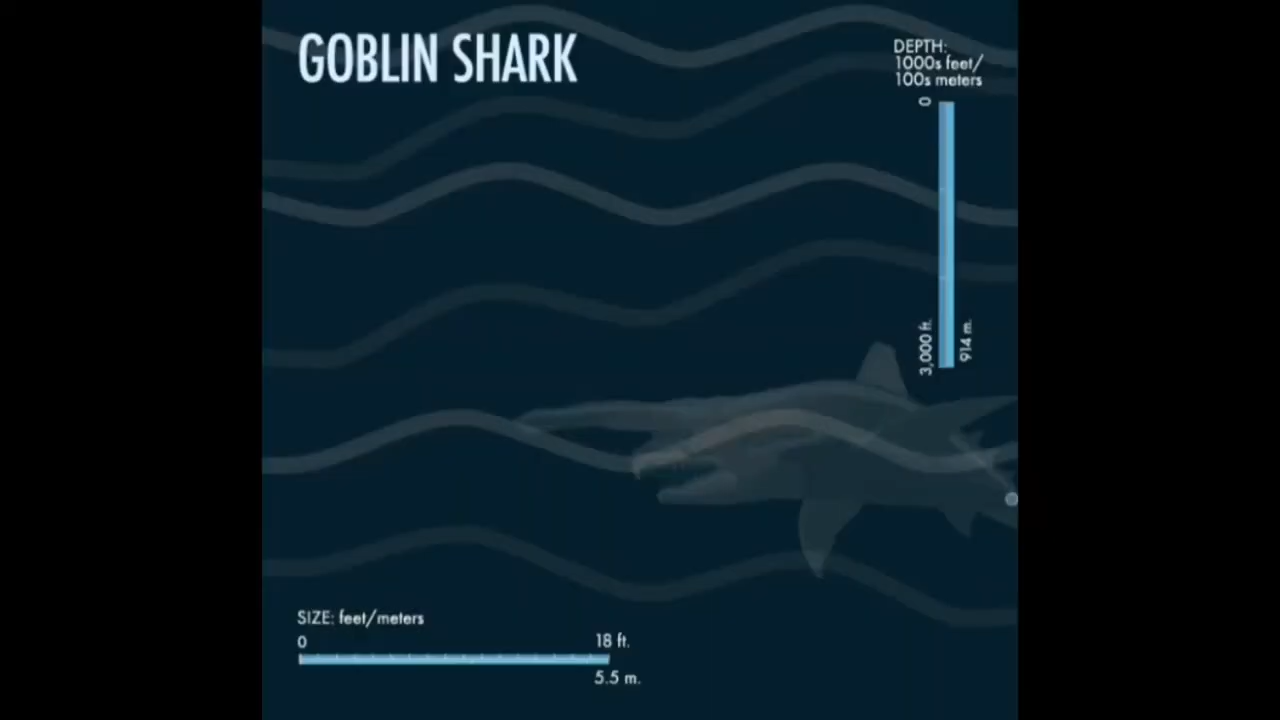 GOBLIN SHARK
DEPTH:
1000s feet/
100s meters
0
3,000 ft.
914 m.
SIZE: feet/meters
0
18 ft.
5.5 m.